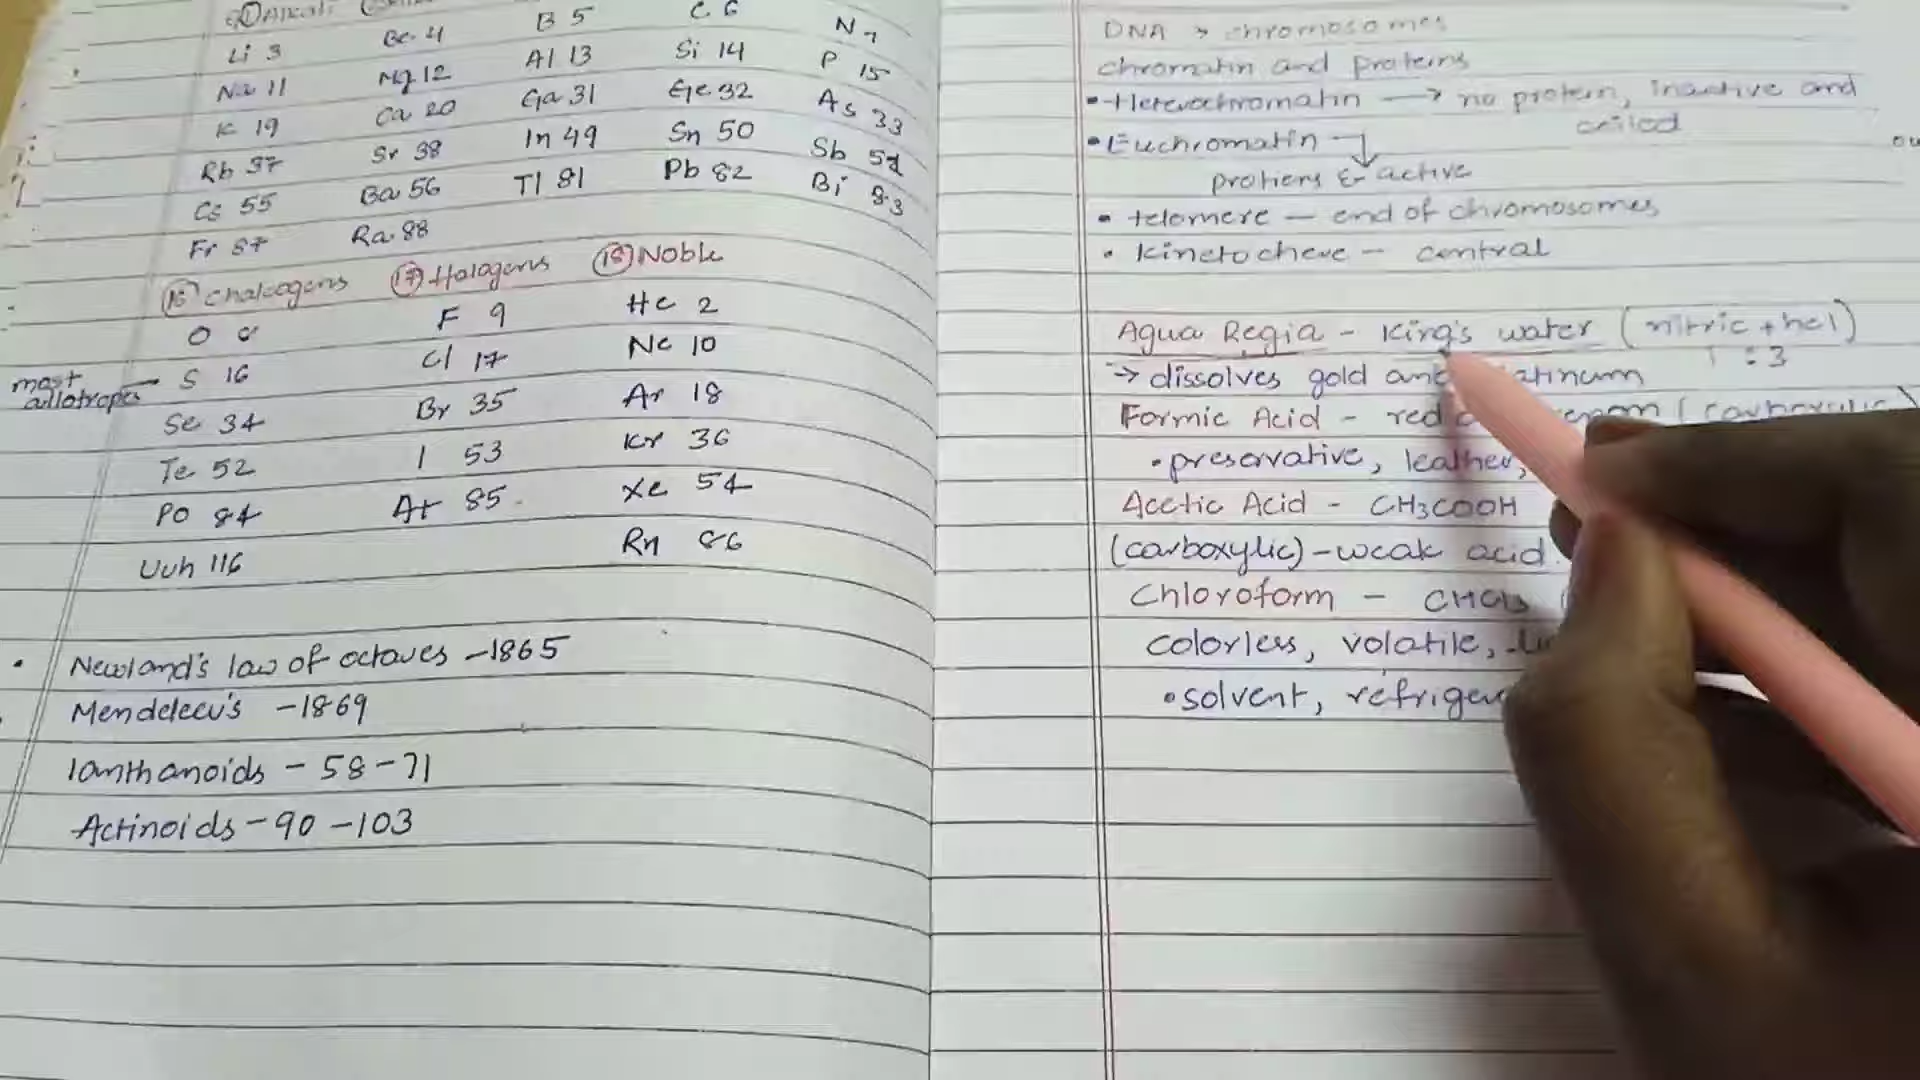 ① Alkali
Li 3 Be 4 B 5 C 6 N 7
Na 11 Mg 12 Al 13 Si 14 P 15
K 19 Ca 20 Ga 31 Ge 32 As 33
Rb 37 Sr 38 In 49 Sn 50 Sb 51
Cs 55 Ba 56 Tl 81 Pb 82 Bi 83
Fr 87 Ra 88
⑯ Chalcogens ⑰ Halogens ⑱ Noble
O 8 F 9 He 2
most allotropes S 16 Cl 17 Ne 10
Se 34 Br 35 Ar 18
Te 52 I 53 Kr 36
Po 84 At 85 Xe 54
Uuh 116 Rn 86
• Newland's law of octaves - 1865
Mendeleev's - 1869
lanthanoids - 58 - 71
Actinoids - 90 - 103
DNA → chromosomes
chromatin and proteins
• Heterochromatin → no protein, inactive and
coiled
• Euchromatin
protiens & active
• telomere - end of chromosomes
• kinetochere - central
Aqua Regia - King's water (nitric + hcl)
1 : 3
→ dissolves gold and
Formic Acid - red (carboxylic)
• preservative, leather,
Acetic Acid - CH3COOH
(carboxylic) - weak acid.
Chloroform - CHCl3 (
colorless, volatile,
• solvent,